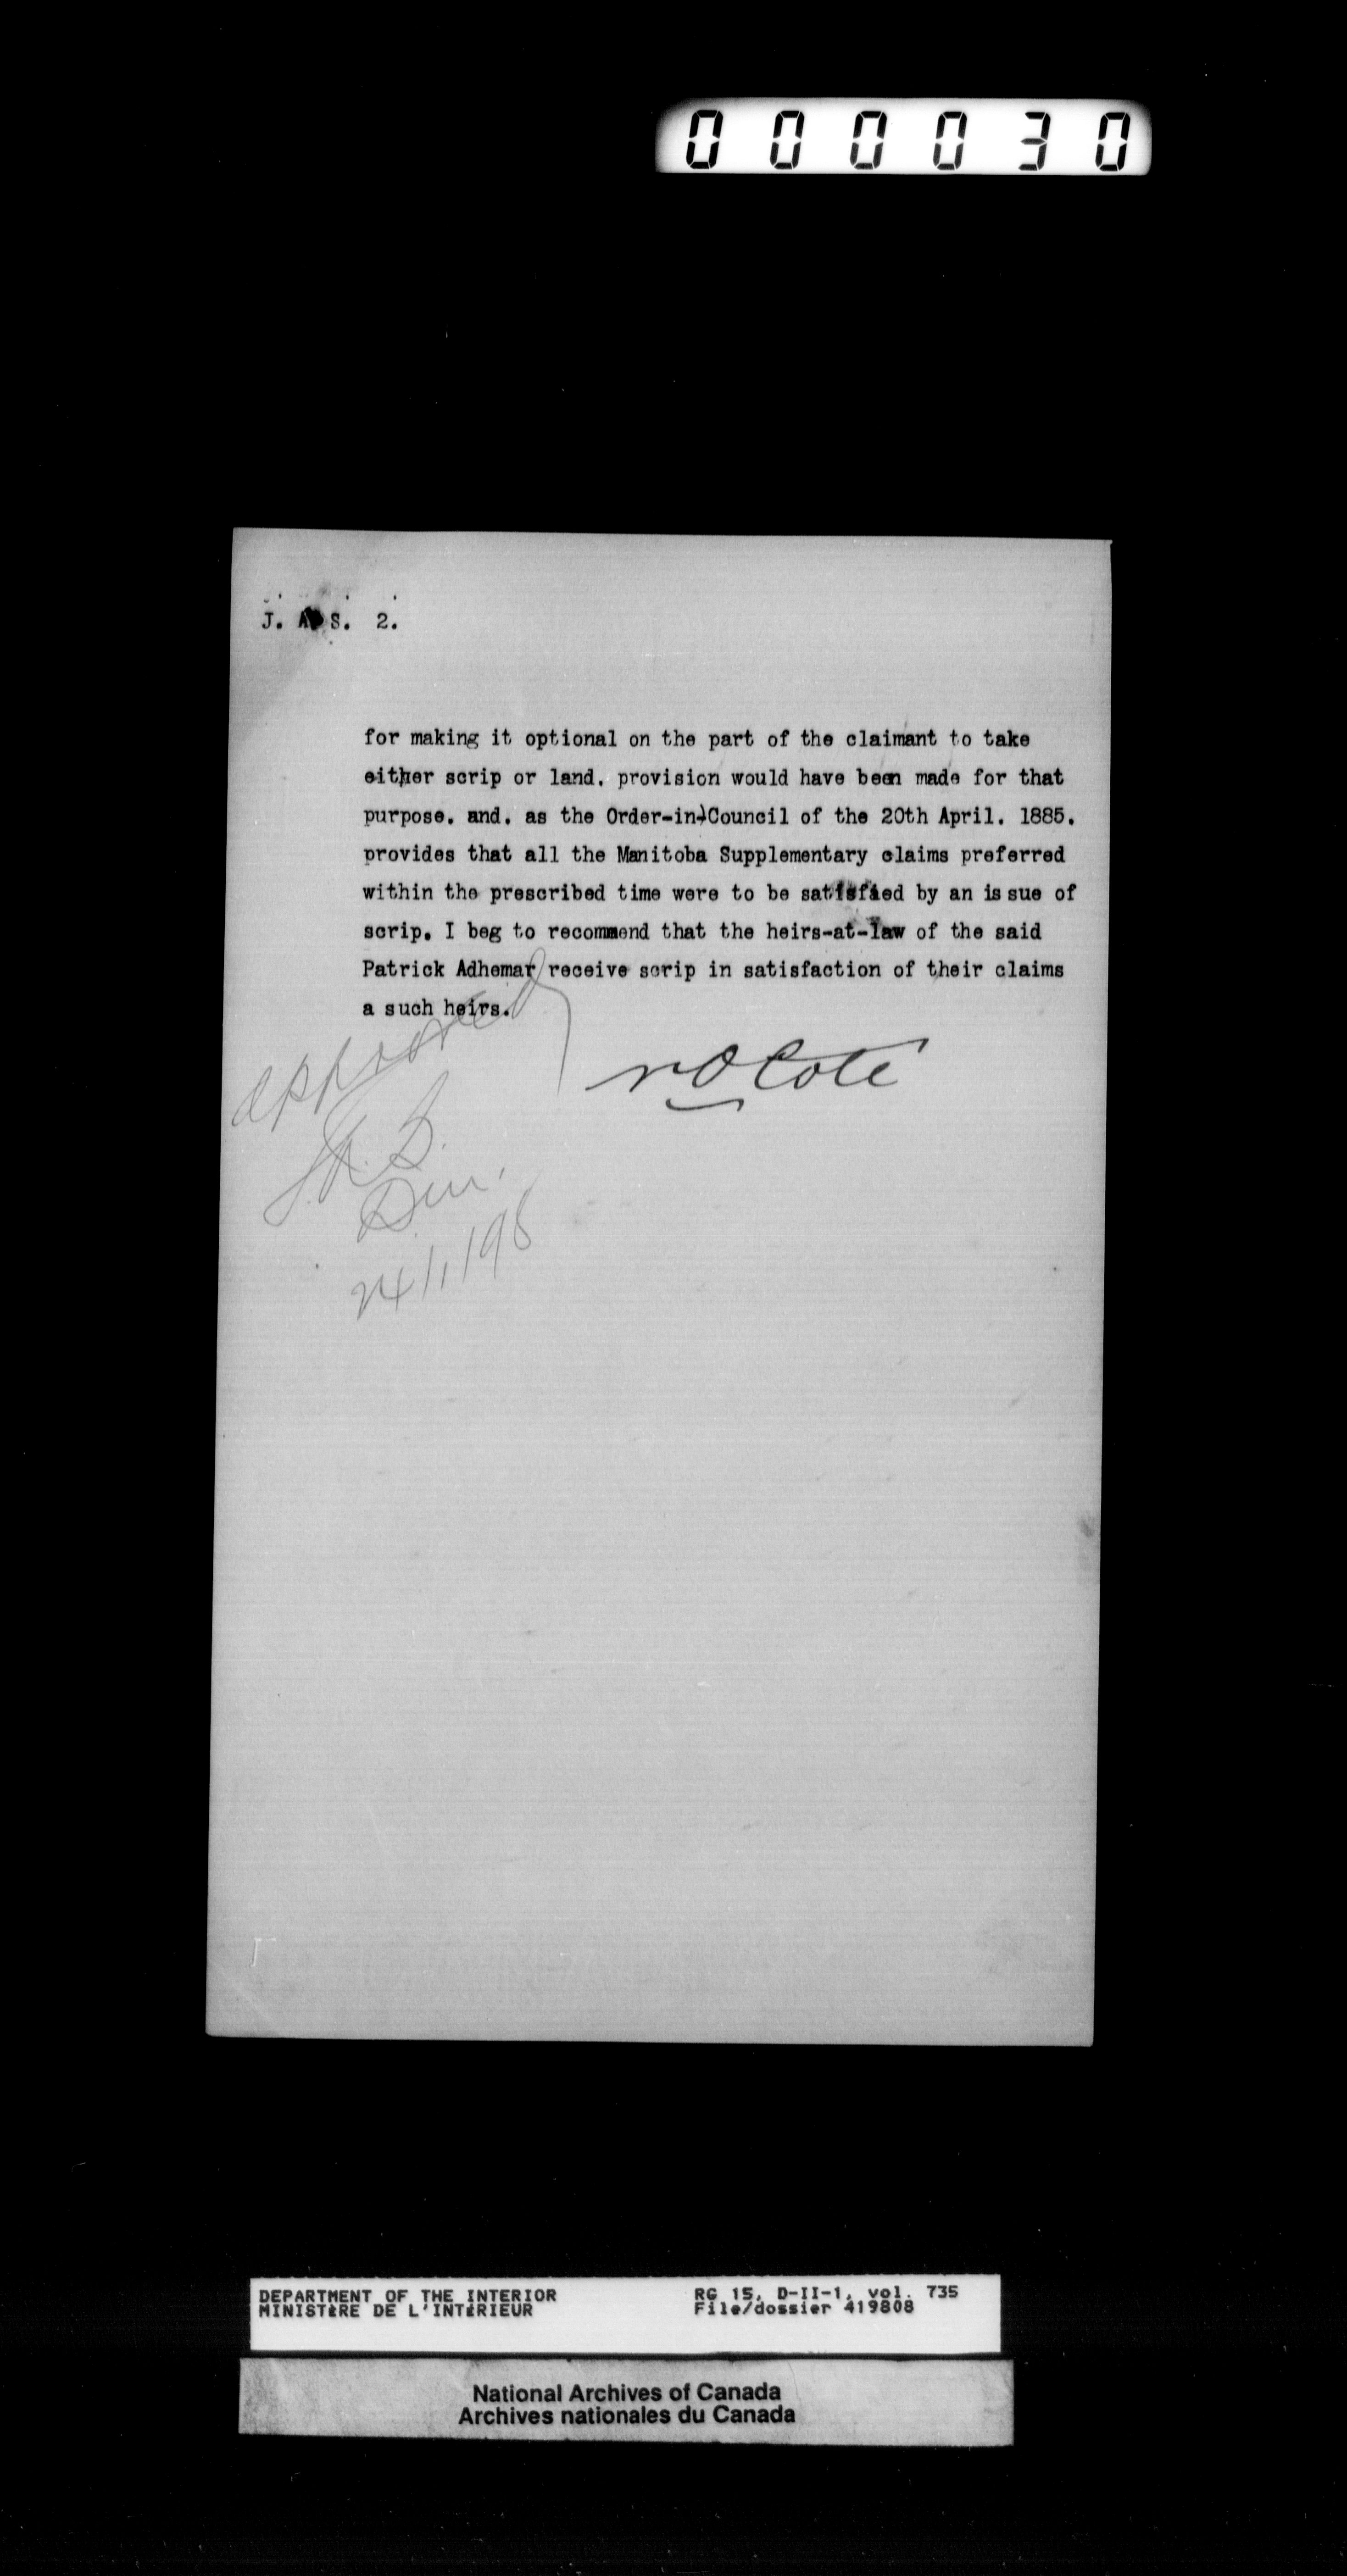 000030
J. A. S. 2.
for making it optional on the part of the claimant to take
either scrip or land, provision would have been made for that
purpose, and, as the Order-in-Council of the 20th April, 1885,
provides that all the Manitoba Supplementary claims preferred
within the prescribed time were to be satisfied by an is sue of
scrip, I beg to recommend that the heirs-at-law of the said
Patrick Adhemar receive scrip in satisfaction of their claims
a such heirs.
approved
NOCote
24/1/96
DEPARTMENT OF THE INTERIOR RG 15, D-II-1, vol. 735
MINISTÈRE DE L'INTÉRIEUR File/dossier 419808
National Archives of Canada
Archives nationales du Canada